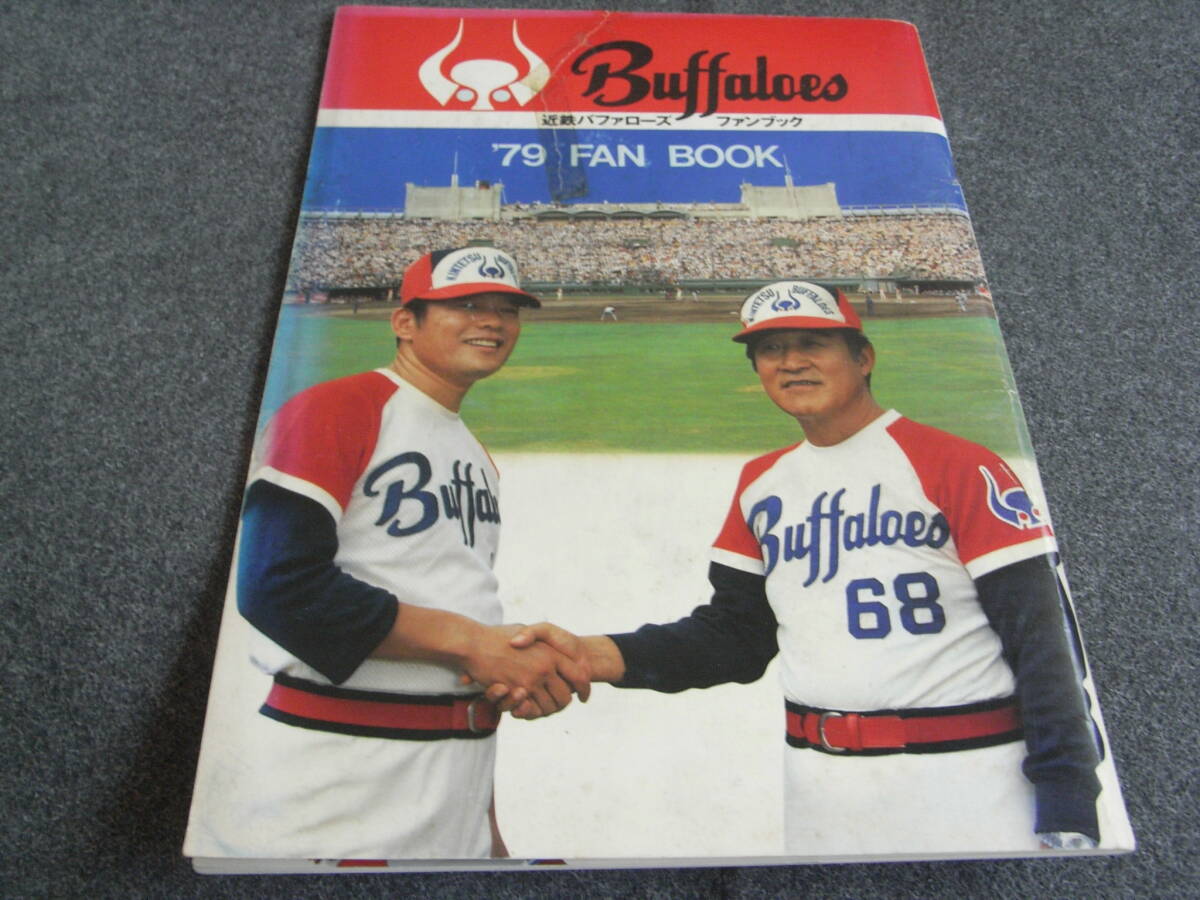 Buffaloes
近鉄バファローズ ファンブック
'79 FAN BOOK
KINTETSU BUFFALOES
KINTETSU BUFFALOES
Buffalo
Buffaloes
68